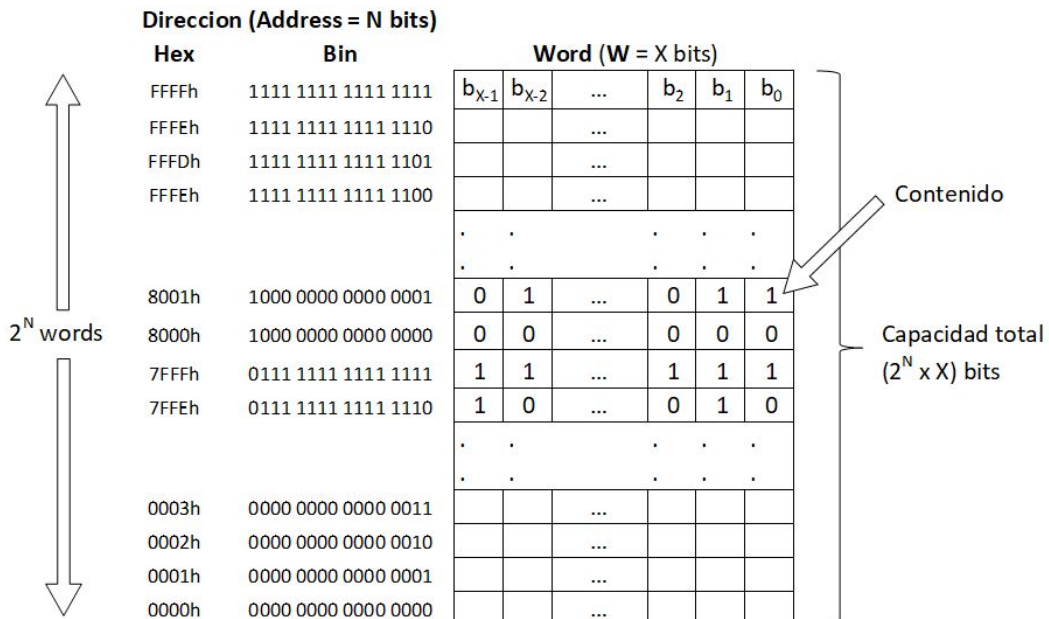 Direccion (Address = N bits)
Hex Bin Word (W = X bits)
FFFFh 1111 1111 1111 1111 bX-1 bX-2 ... b2 b1 b0
FFFEh 1111 1111 1111 1110 ...
FFFDh 1111 1111 1111 1101 ...
FFFEh 1111 1111 1111 1100 ...
Contenido
. . . . .
. . . . .
8001h 1000 0000 0000 0001 0 1 ... 0 1 1
2^N words 8000h 1000 0000 0000 0000 0 0 ... 0 0 0 Capacidad total
7FFFh 0111 1111 1111 1111 1 1 ... 1 1 1 (2^N x X) bits
7FFEh 0111 1111 1111 1110 1 0 ... 0 1 0
. . . . .
. . . . .
0003h 0000 0000 0000 0011 ...
0002h 0000 0000 0000 0010 ...
0001h 0000 0000 0000 0001 ...
0000h 0000 0000 0000 0000 ...